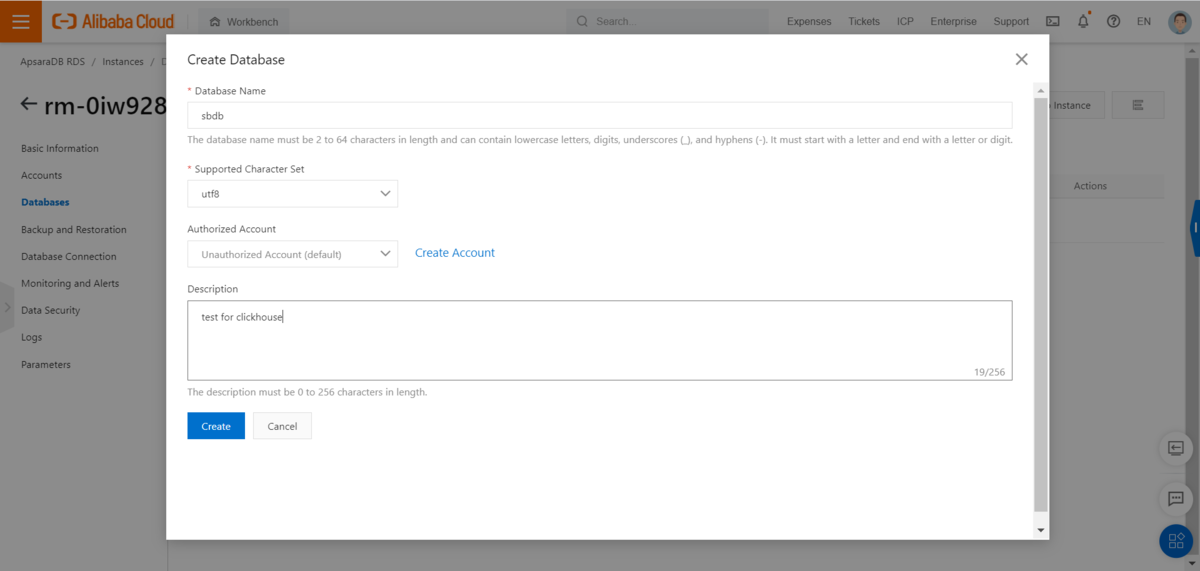 Alibaba Cloud
Workbench
Search...
Expenses
Tickets
ICP
Enterprise
Support
EN
ApsaraDB RDS / Instances /
rm-0iw928
Instance
Basic Information
Accounts
Databases
Backup and Restoration
Database Connection
Monitoring and Alerts
Data Security
Logs
Parameters
Actions
Create Database
* Database Name
sbdb
The database name must be 2 to 64 characters in length and can contain lowercase letters, digits, underscores (_), and hyphens (-). It must start with a letter and end with a letter or digit.
* Supported Character Set
utf8
Authorized Account
Unauthorized Account (default)
Create Account
Description
test for clickhouse
19/256
The description must be 0 to 256 characters in length.
Create
Cancel